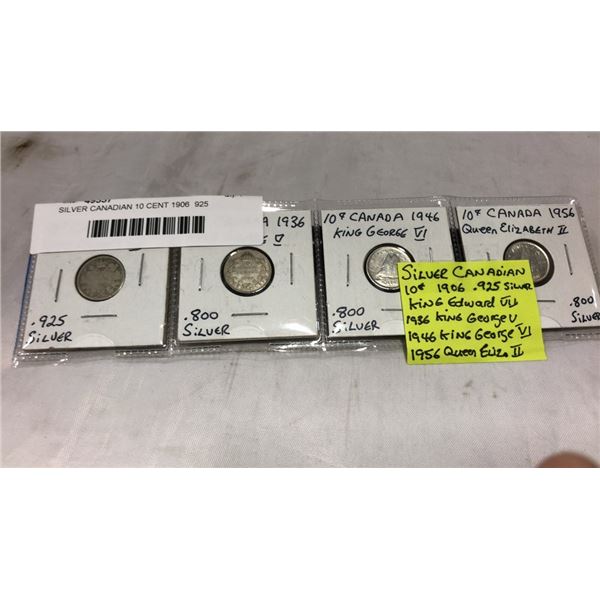 49557
SILVER CANADIAN 10 CENT 1906 .925
.925
SILVER
A 1936
V
.800
SILVER
10¢ CANADA 1946
KING GEORGE VI
.800
SILVER
10¢ CANADA 1956
QUEEN ELIZABETH II
.800
SILVER
SILVER CANADIAN
10¢ 1906 .925 SILVER
KING EDWARD VII
1936 KING GEORGE V
1946 KING GEORGE VI
1956 QUEEN ELIZA II